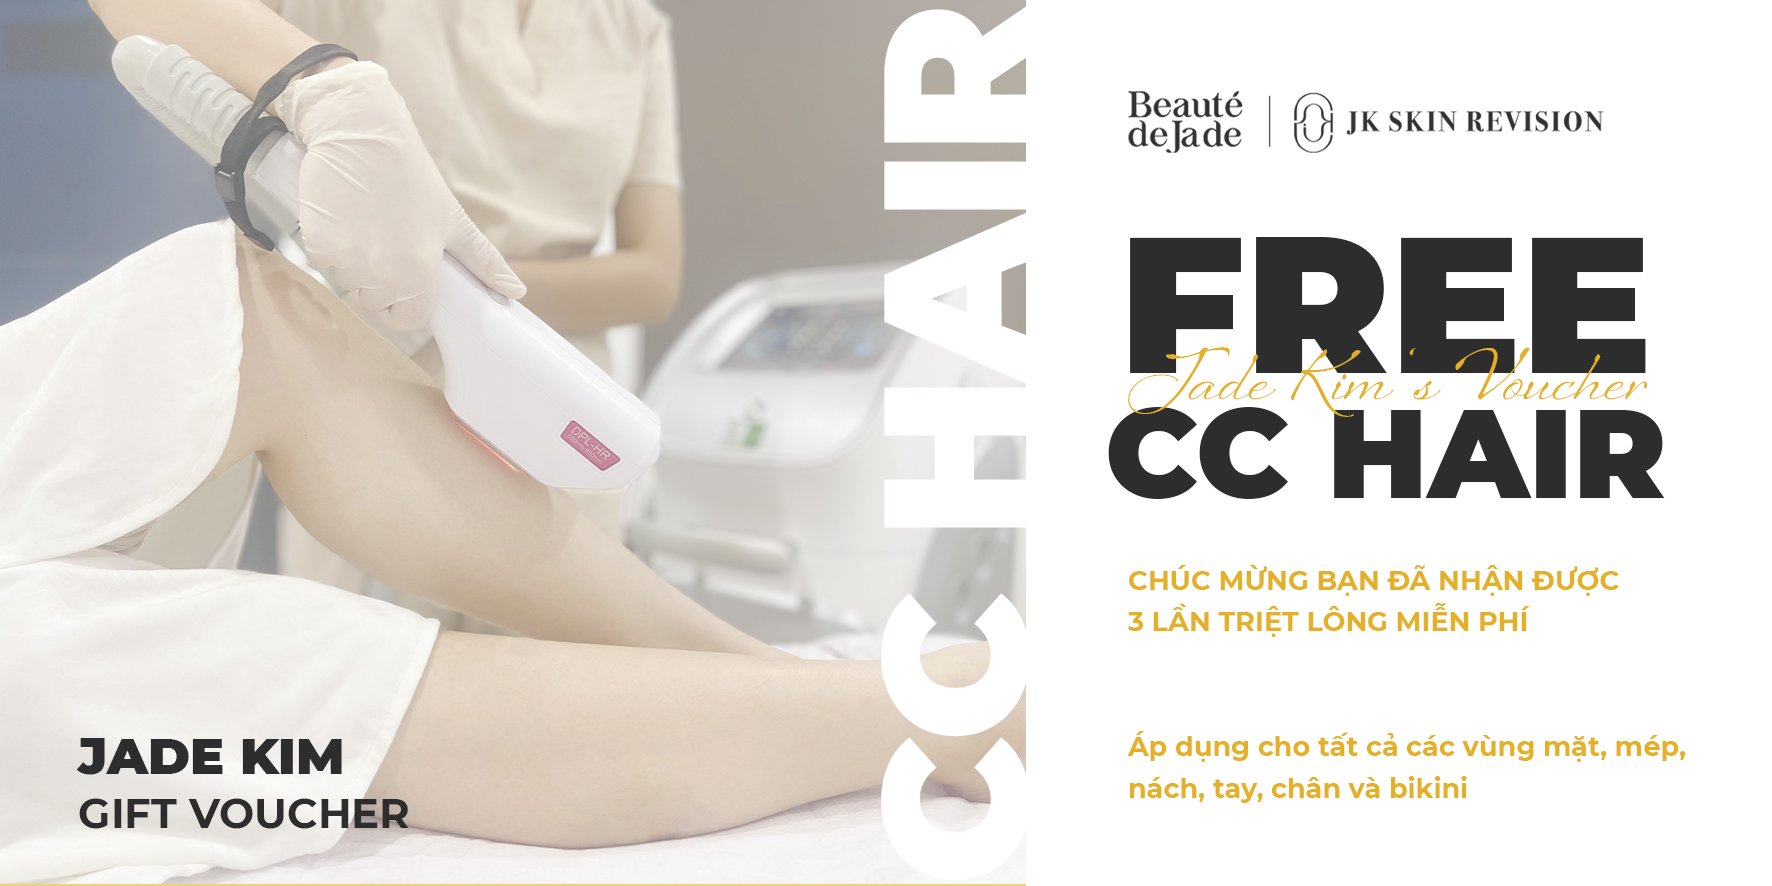 Beauté
deJade
JK SKIN REVISION
FREE
Jade Kim's Voucher
CC HAIR
CHÚC MỪNG BẠN ĐÃ NHẬN ĐƯỢC
3 LẦN TRIỆT LÔNG MIỄN PHÍ
Áp dụng cho tất cả các vùng mặt, mép,
nách, tay, chân và bikini
CC HAIR
DPL-HR
JADE KIM
GIFT VOUCHER